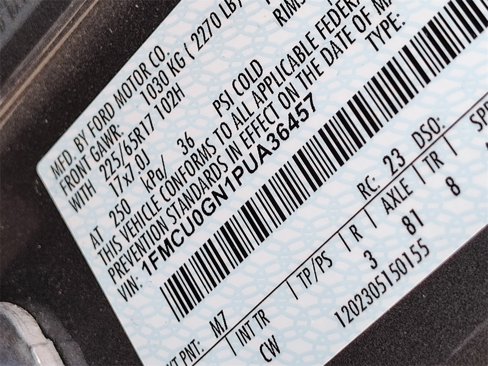 MFD. BY FORD MOTOR CO.
FRONT GAWR: 1030 KG ( 2270 LB)
WITH 225/65R17 102H RIMS
17x7.0J
AT 250 kPa/ 36 PSI COLD
THIS VEHICLE CONFORMS TO ALL APPLICABLE FEDERAL
PREVENTION STANDARDS IN EFFECT ON THE DATE OF MA
VIN: 1FMCU0GN1PUA36457 TYPE:
EXT PNT: M7 RC: 23 DSO:
INT TR TP/PS R AXLE TR SPR
CW 3 81 8
1202305150155